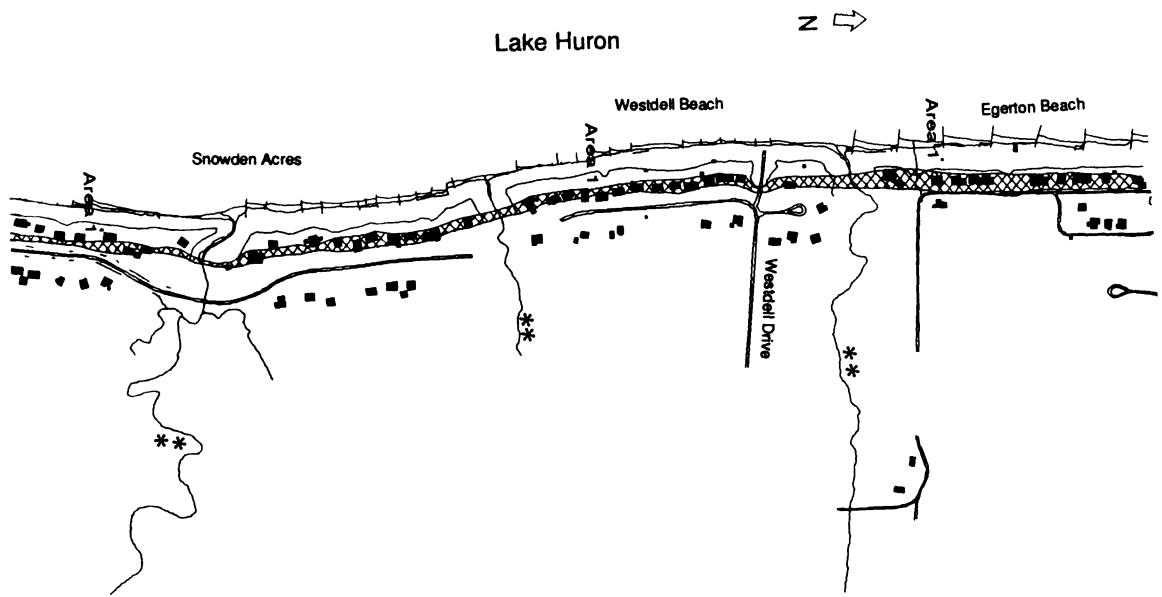 N
Lake Huron
Westdell Beach
Egerton Beach
Snowden Acres
Area 1
Area 1
Area 1
Westdell Drive
**
**
**